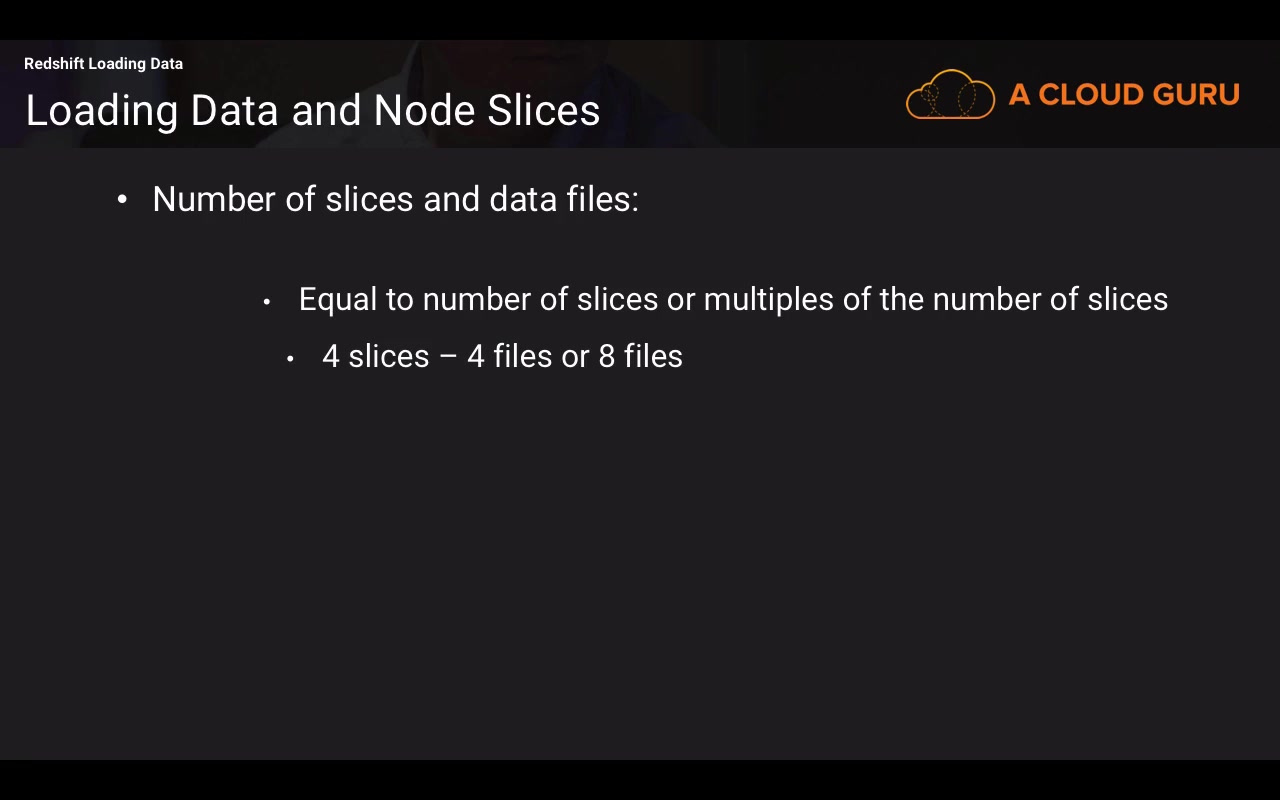 Redshift Loading Data
Loading Data and Node Slices
A CLOUD GURU
• Number of slices and data files:
• Equal to number of slices or multiples of the number of slices
• 4 slices – 4 files or 8 files